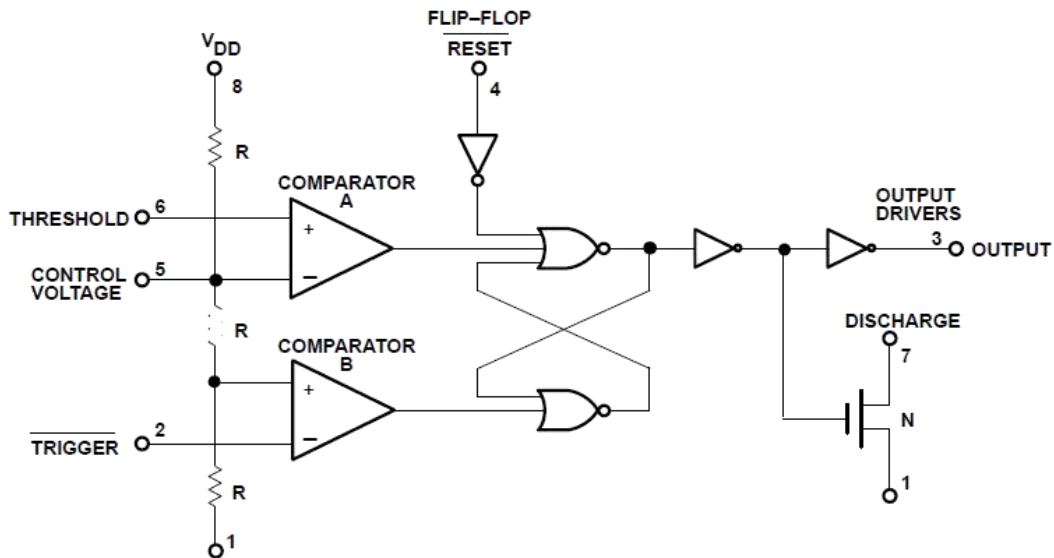 FLIP–FLOP
RESET
4
VDD
8
R
COMPARATOR
A
+
–
THRESHOLD
6
CONTROL
VOLTAGE
5
R
COMPARATOR
B
+
–
TRIGGER
2
R
1
OUTPUT
DRIVERS
3
OUTPUT
DISCHARGE
7
N
1